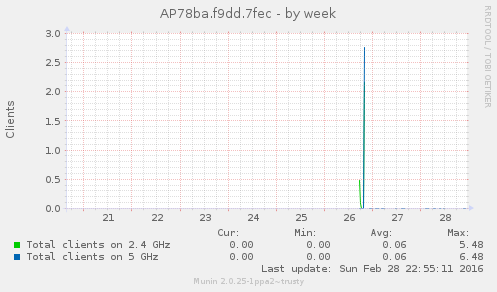 AP78ba.f9dd.7fec - by week
RRDTOOL / TOBI OETIKER
Clients
3.0
2.5
2.0
1.5
1.0
0.5
0.0
21 22 23 24 25 26 27 28
Cur: Min: Avg: Max:
Total clients on 2.4 GHz 0.00 0.00 0.06 5.48
Total clients on 5 GHz 0.00 0.00 0.06 6.48
Last update: Sun Feb 28 22:55:11 2016
Munin 2.0.25-1ppa2~trusty